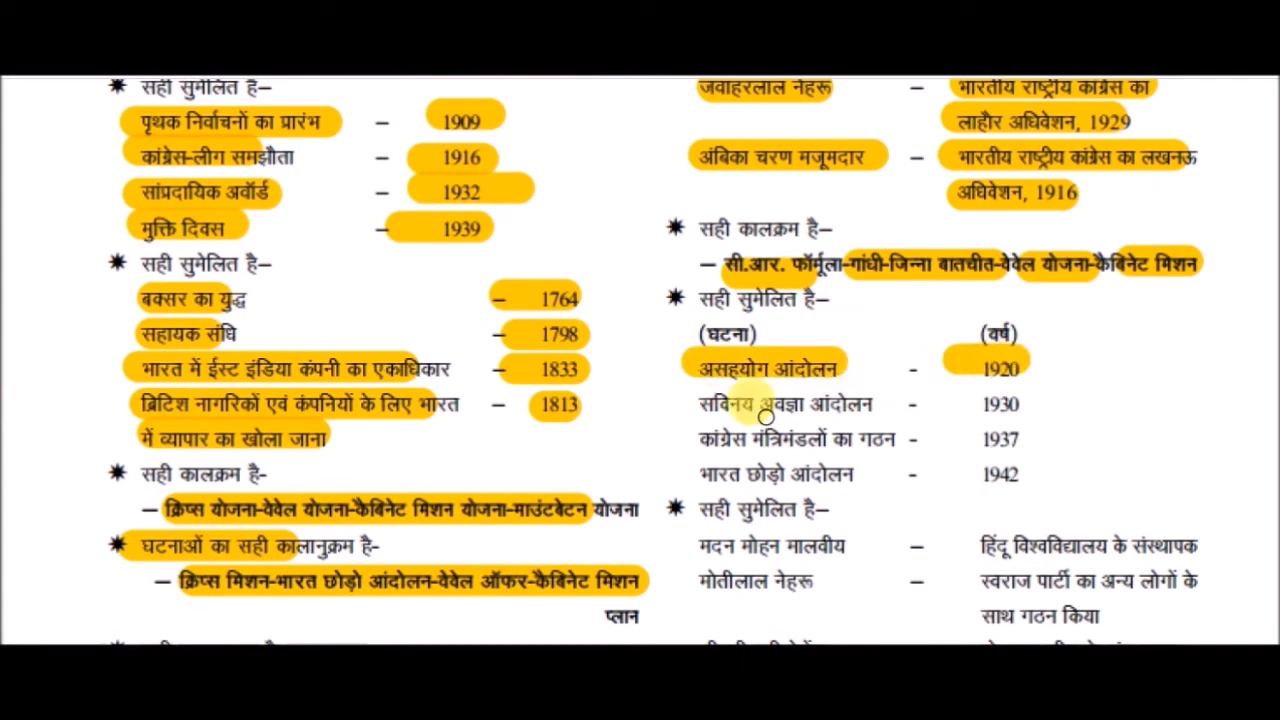 सही सुमेलित है–
पृथक निर्वाचनों का प्रारंभ – 1909
कांग्रेस-लीग समझौता – 1916
सांप्रदायिक अवॉर्ड – 1932
मुक्ति दिवस – 1939
सही सुमेलित है–
बक्सर का युद्ध – 1764
सहायक संधि – 1798
भारत में ईस्ट इंडिया कंपनी का एकाधिकार – 1833
ब्रिटिश नागरिकों एवं कंपनियों के लिए भारत – 1813
में व्यापार का खोला जाना
सही कालक्रम है-
– क्रिप्स योजना-वेवेल योजना-कैबिनेट मिशन योजना-माउंटबेटन योजना
घटनाओं का सही कालानुक्रम है-
– क्रिप्स मिशन-भारत छोड़ो आंदोलन-वेवेल ऑफर-कैबिनेट मिशन
प्लान
जवाहरलाल नेहरू – भारतीय राष्ट्रीय कांग्रेस का
लाहौर अधिवेशन, 1929
अंबिका चरण मजूमदार – भारतीय राष्ट्रीय कांग्रेस का लखनऊ
अधिवेशन, 1916
सही कालक्रम है–
– सी.आर. फॉर्मूला-गांधी-जिन्ना बातचीत-वेवेल योजना-कैबिनेट मिशन
सही सुमेलित है–
(घटना) (वर्ष)
असहयोग आंदोलन - 1920
सविनय अवज्ञा आंदोलन - 1930
कांग्रेस मंत्रिमंडलों का गठन - 1937
भारत छोड़ो आंदोलन - 1942
सही सुमेलित है–
मदन मोहन मालवीय – हिंदू विश्वविद्यालय के संस्थापक
मोतीलाल नेहरू – स्वराज पार्टी का अन्य लोगों के
साथ गठन किया